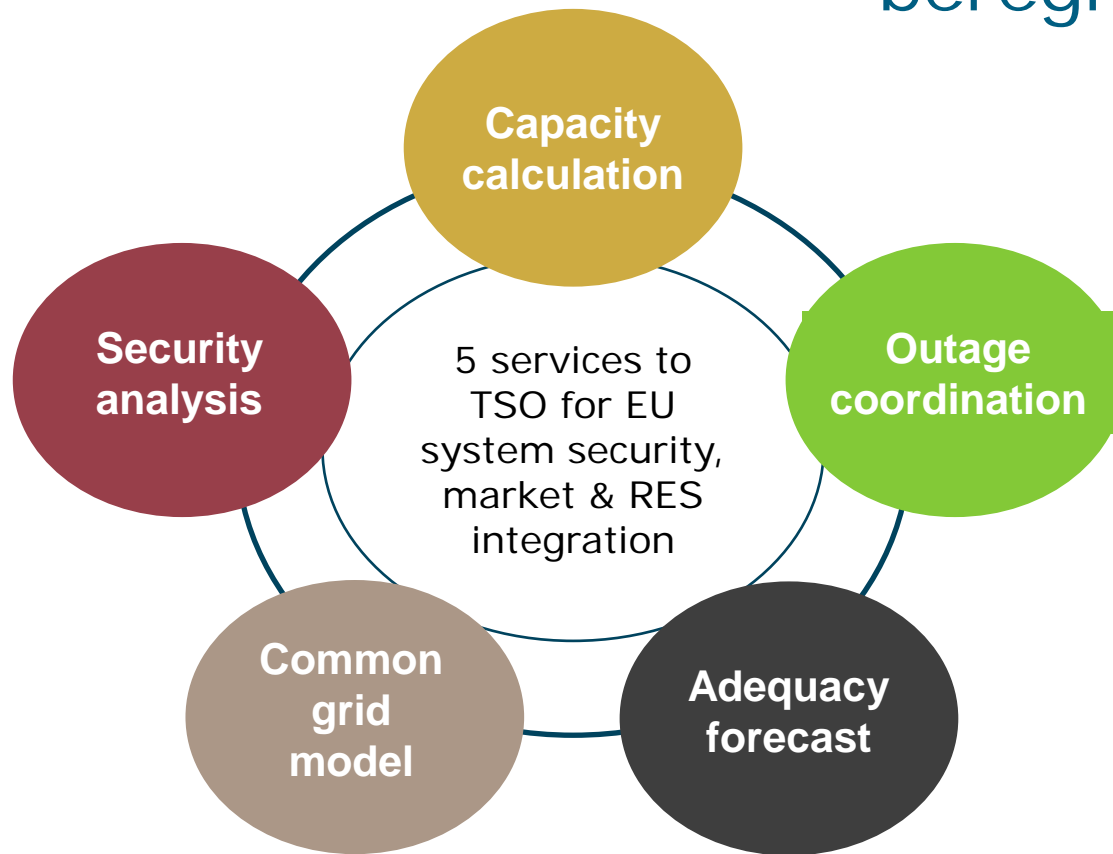 Capacity
calculation
Security
analysis
5 services to
TSO for EU
system security,
market & RES
integration
Outage
coordination
Common
grid
model
Adequacy
forecast